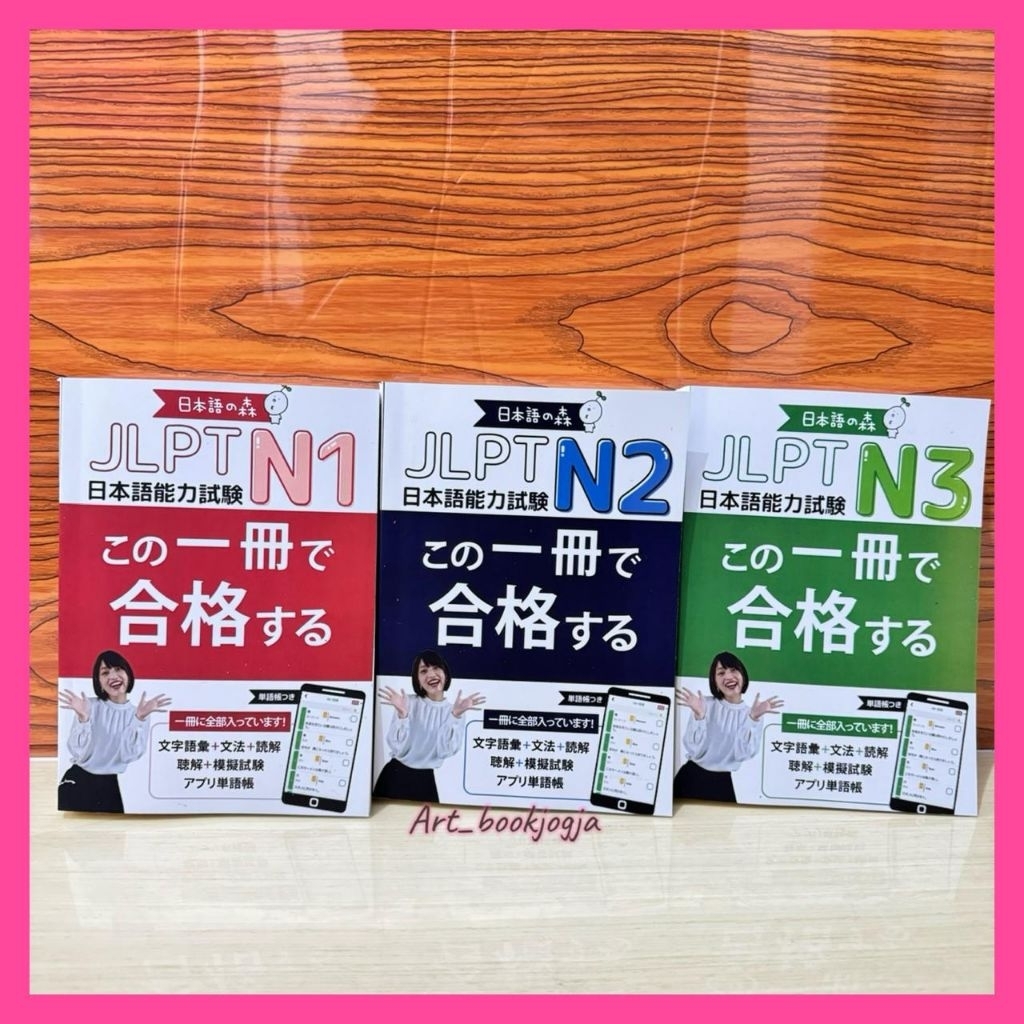 日本語の森
JLPT N1
日本語能力試験
この一冊で
合格する
単語帳つき
一冊に全部入っています!
文字語彙+文法+読解
聴解+模擬試験
アプリ単語帳
日本語の森
JLPT N2
日本語能力試験
この一冊で
合格する
単語帳つき
一冊に全部入っています!
文字語彙+文法+読解
聴解+模擬試験
アプリ単語帳
日本語の森
JLPT N3
日本語能力試験
この一冊で
合格する
単語帳つき
一冊に全部入っています!
文字語彙+文法+読解
聴解+模擬試験
アプリ単語帳
Art_bookjogja